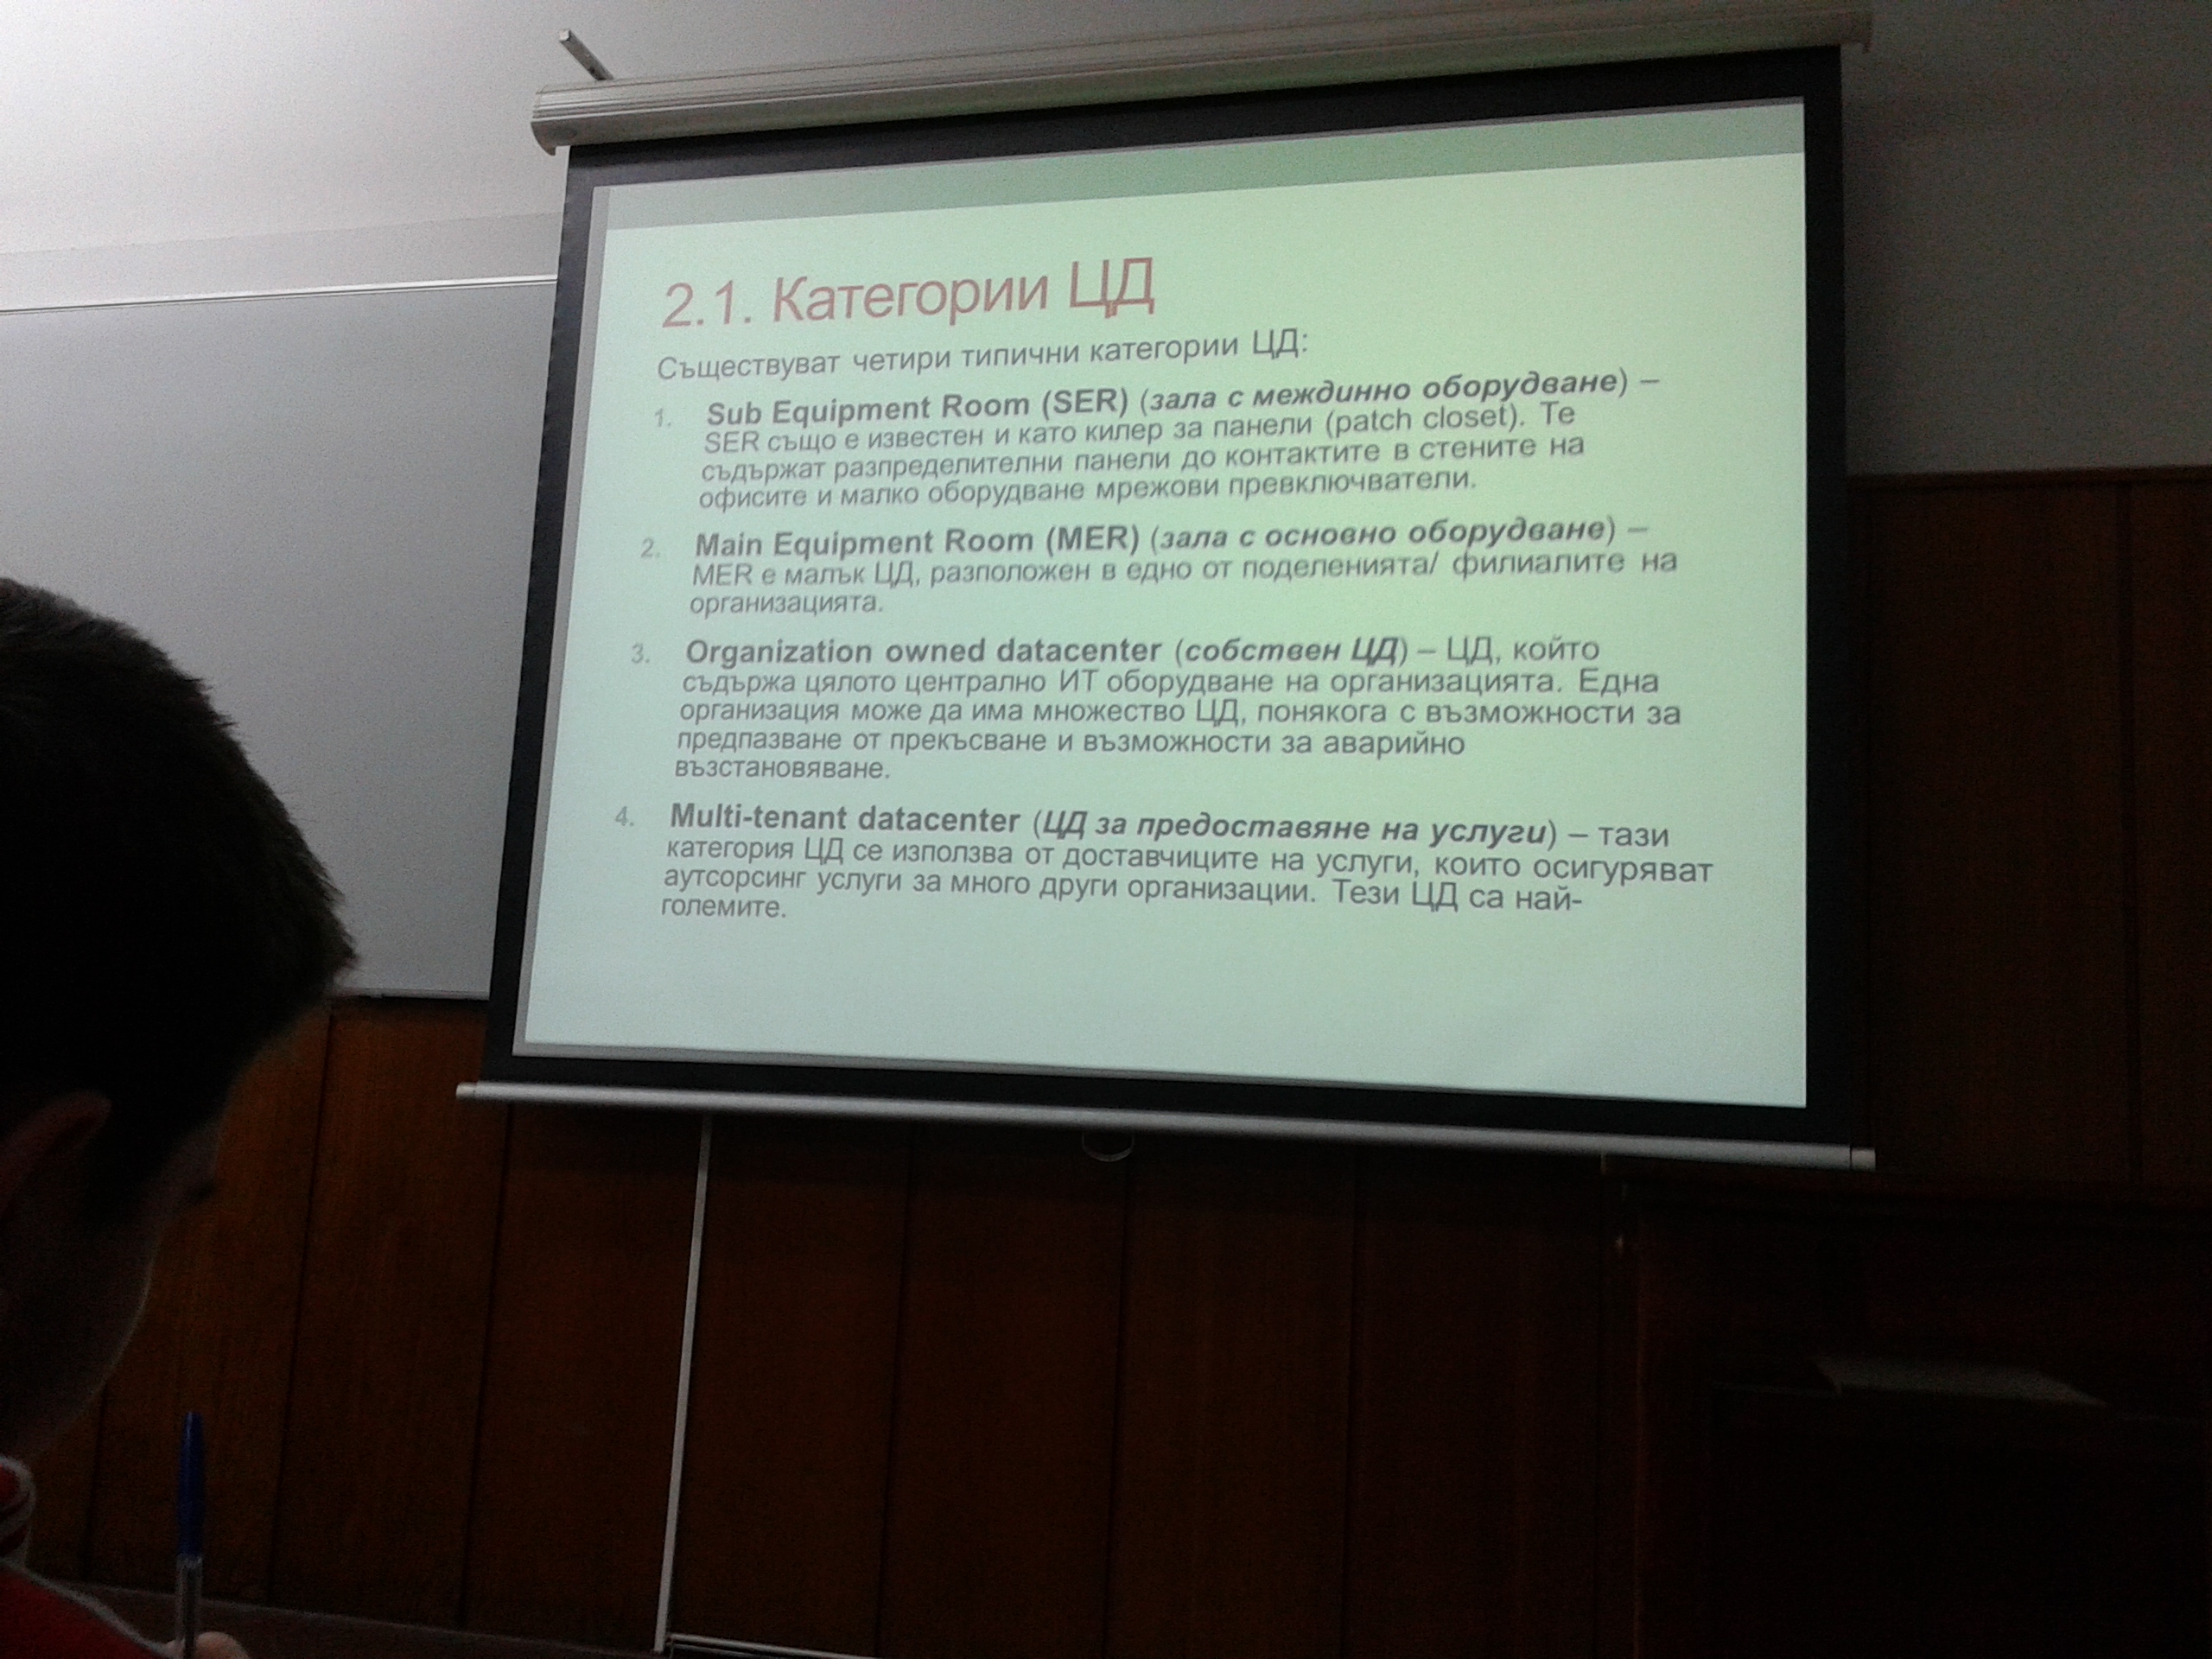 2.1. Категории ЦД
Съществуват четири типични категории ЦД:
1. Sub Equipment Room (SER) (зала с междинно оборудване) –
SER също е известен и като килер за панели (patch closet). Те
съдържат разпределителни панели до контактите в стените на
офисите и малко оборудване мрежови превключватели.
2. Main Equipment Room (MER) (зала с основно оборудване) –
MER е малък ЦД, разположен в едно от поделенията/ филиалите на
организацията.
3. Organization owned datacenter (собствен ЦД) – ЦД, който
съдържа цялото централно ИТ оборудване на организацията. Една
организация може да има множество ЦД, понякога с възможности за
предпазване от прекъсване и възможности за аварийно
възстановяване.
4. Multi-tenant datacenter (ЦД за предоставяне на услуги) – тази
категория ЦД се използва от доставчиците на услуги, които осигуряват
аутсорсинг услуги за много други организации. Тези ЦД са най-
големите.